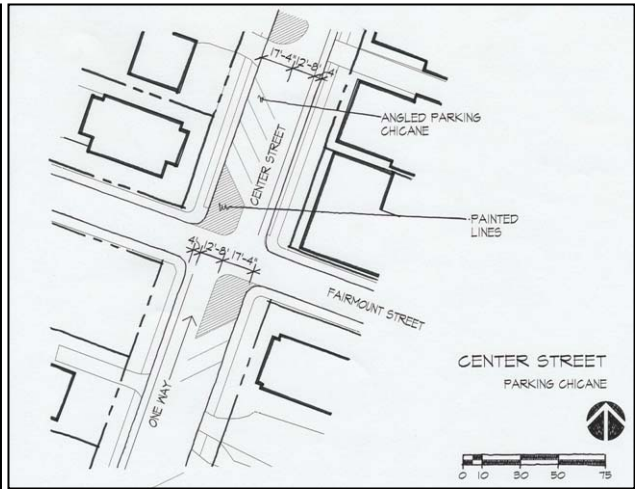 17'-4" 12'-8" 4'
ANGLED PARKING
CHICANE
CENTER STREET
PAINTED
LINES
4' 12'-8" 17'-4"
FAIRMOUNT STREET
ONE WAY
CENTER STREET
PARKING CHICANE
0 10 30 50 75